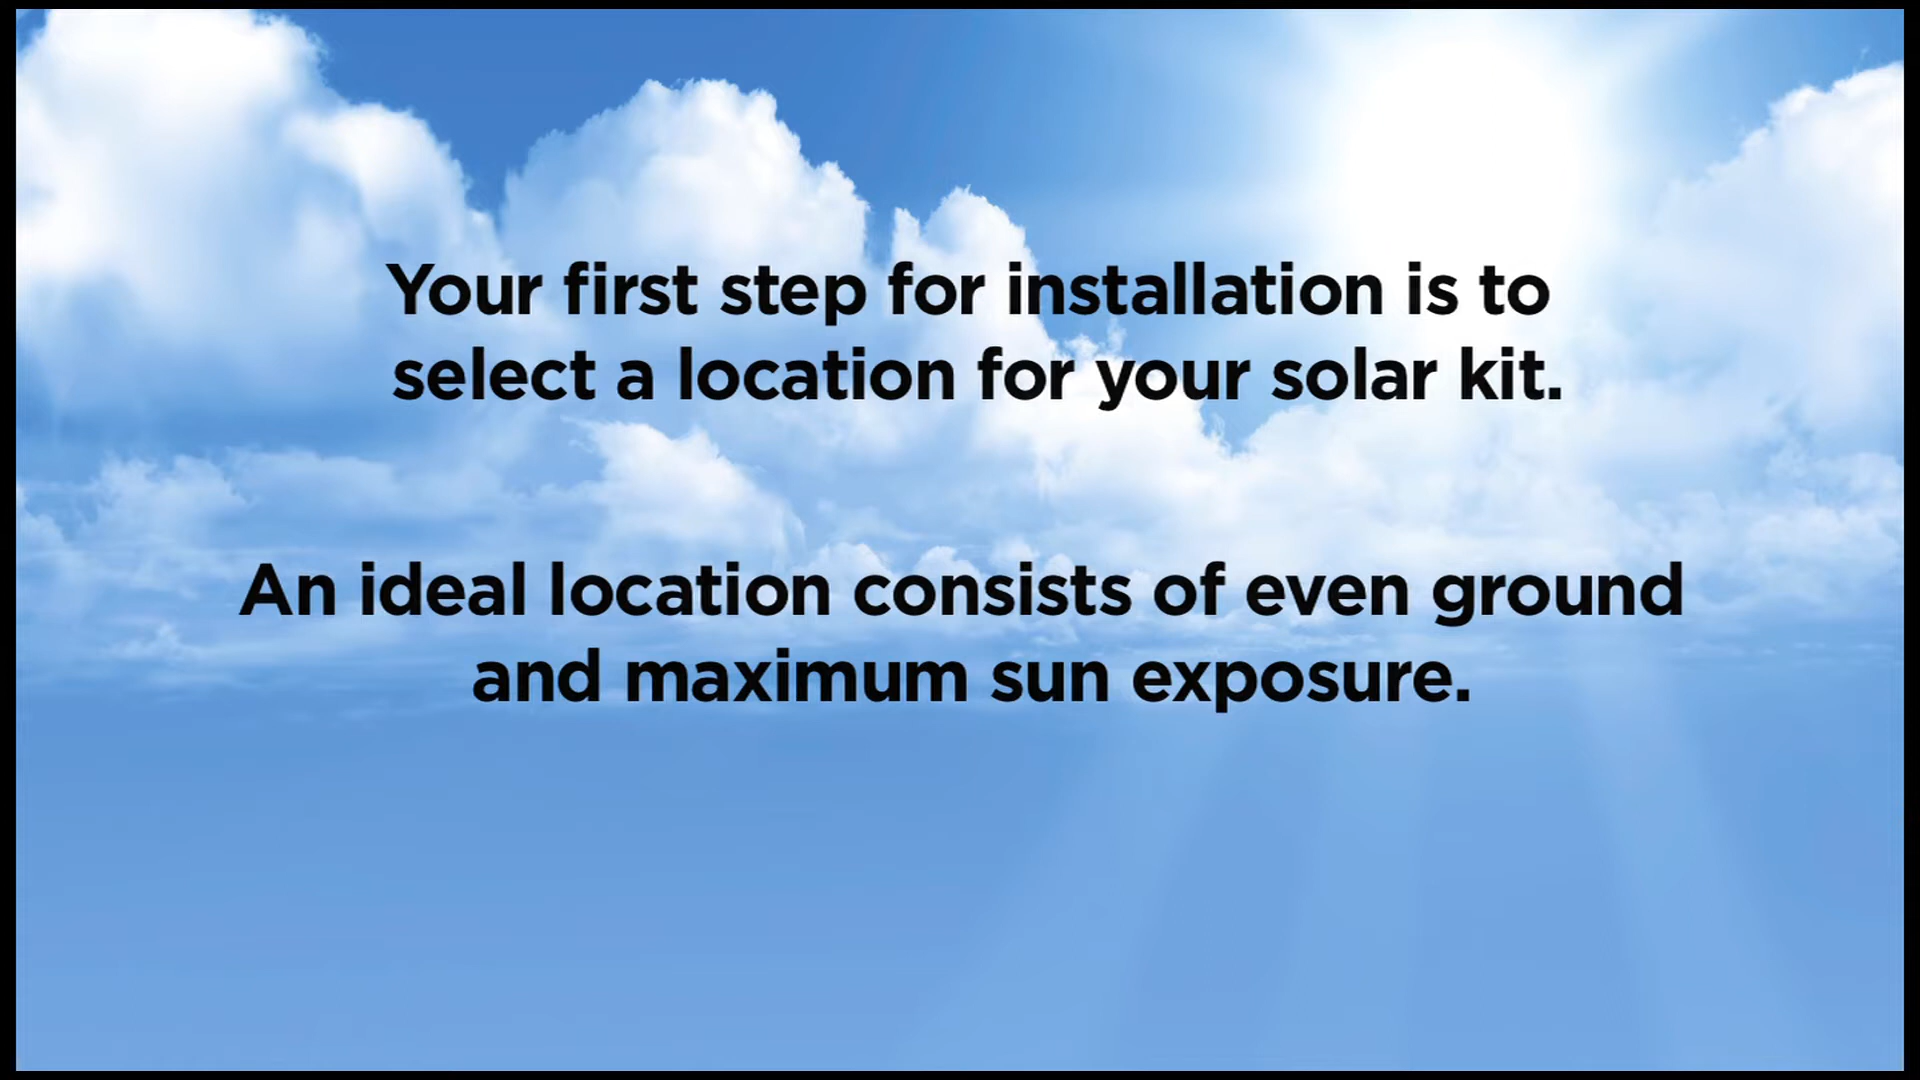 Your first step for installation is to
select a location for your solar kit.
An ideal location consists of even ground
and maximum sun exposure.